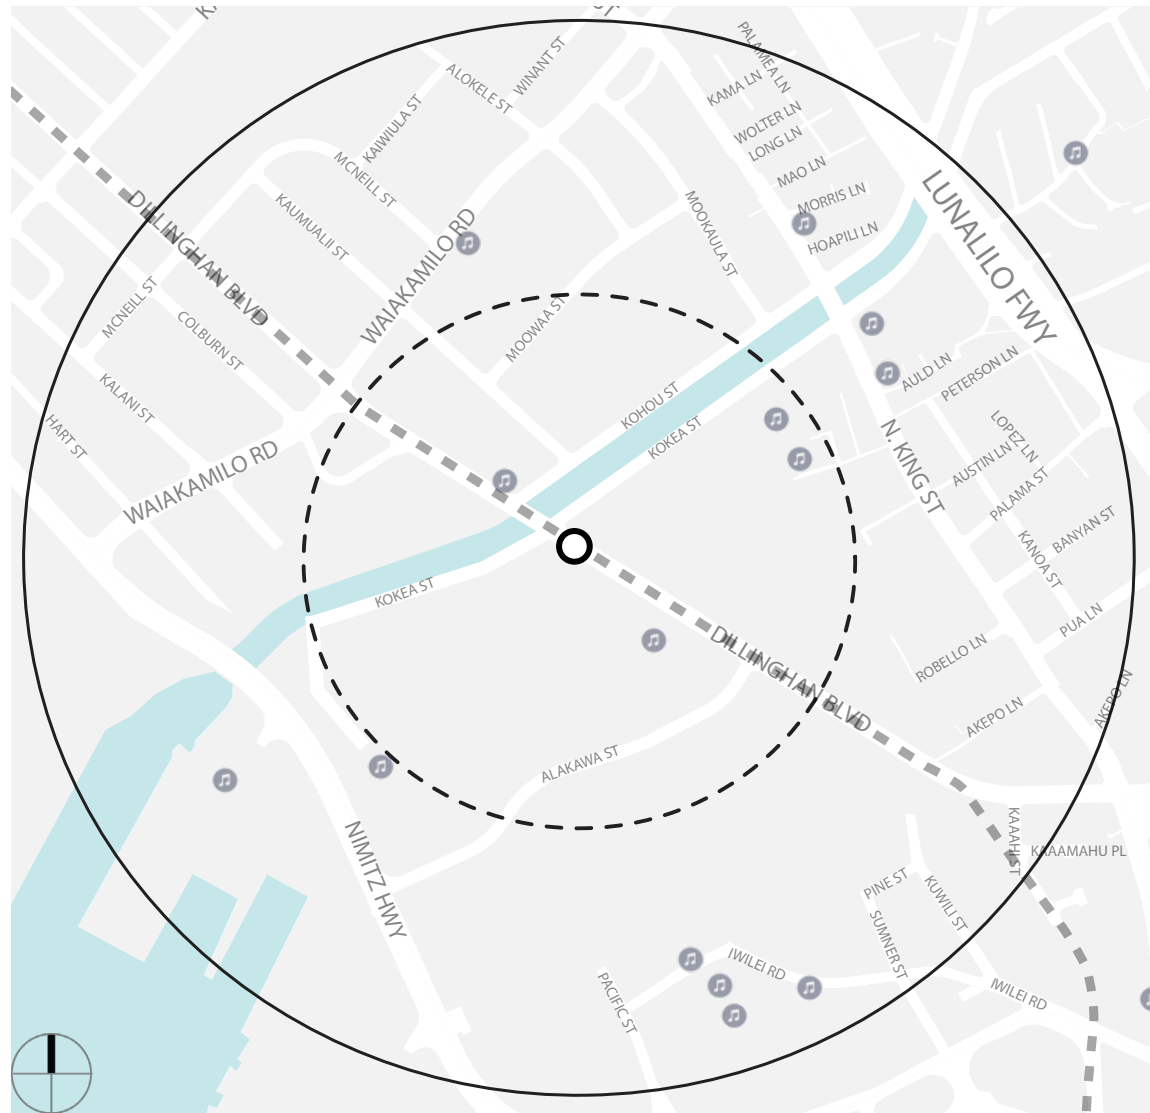 PALAMEA LN
WINANT ST
ALOKELE ST
KAMA LN
KAIWIULA ST
WOLTER LN
LONG LN
MCNEILL ST
MAO LN
MORRIS LN
LUNALILO FWY
DILLINGHAN BLVD
KAUMUALII ST
WAIAKAMILO RD
MOOKAULA ST
HOAPILI LN
MCNEILL ST
COLBURN ST
MOOWAA ST
AULD LN
PETERSON LN
KALANI ST
KOHOU ST
KOKEA ST
LOPEZ LN
HART ST
N. KING ST
AUSTIN LN
WAIAKAMILO RD
PALAMA ST
BANYAN ST
KANOA ST
KOKEA ST
PUA LN
DILLINGHAN BLVD
ROBELLO LN
AKEPO LN
AKEPO LN
ALAKAWA ST
NIMITZ HWY
KAAAHI ST
KAAAMAHU PL
PINE ST
KUWILI ST
SUMNER ST
IWILEI RD
PACIFIC ST
IWILEI RD